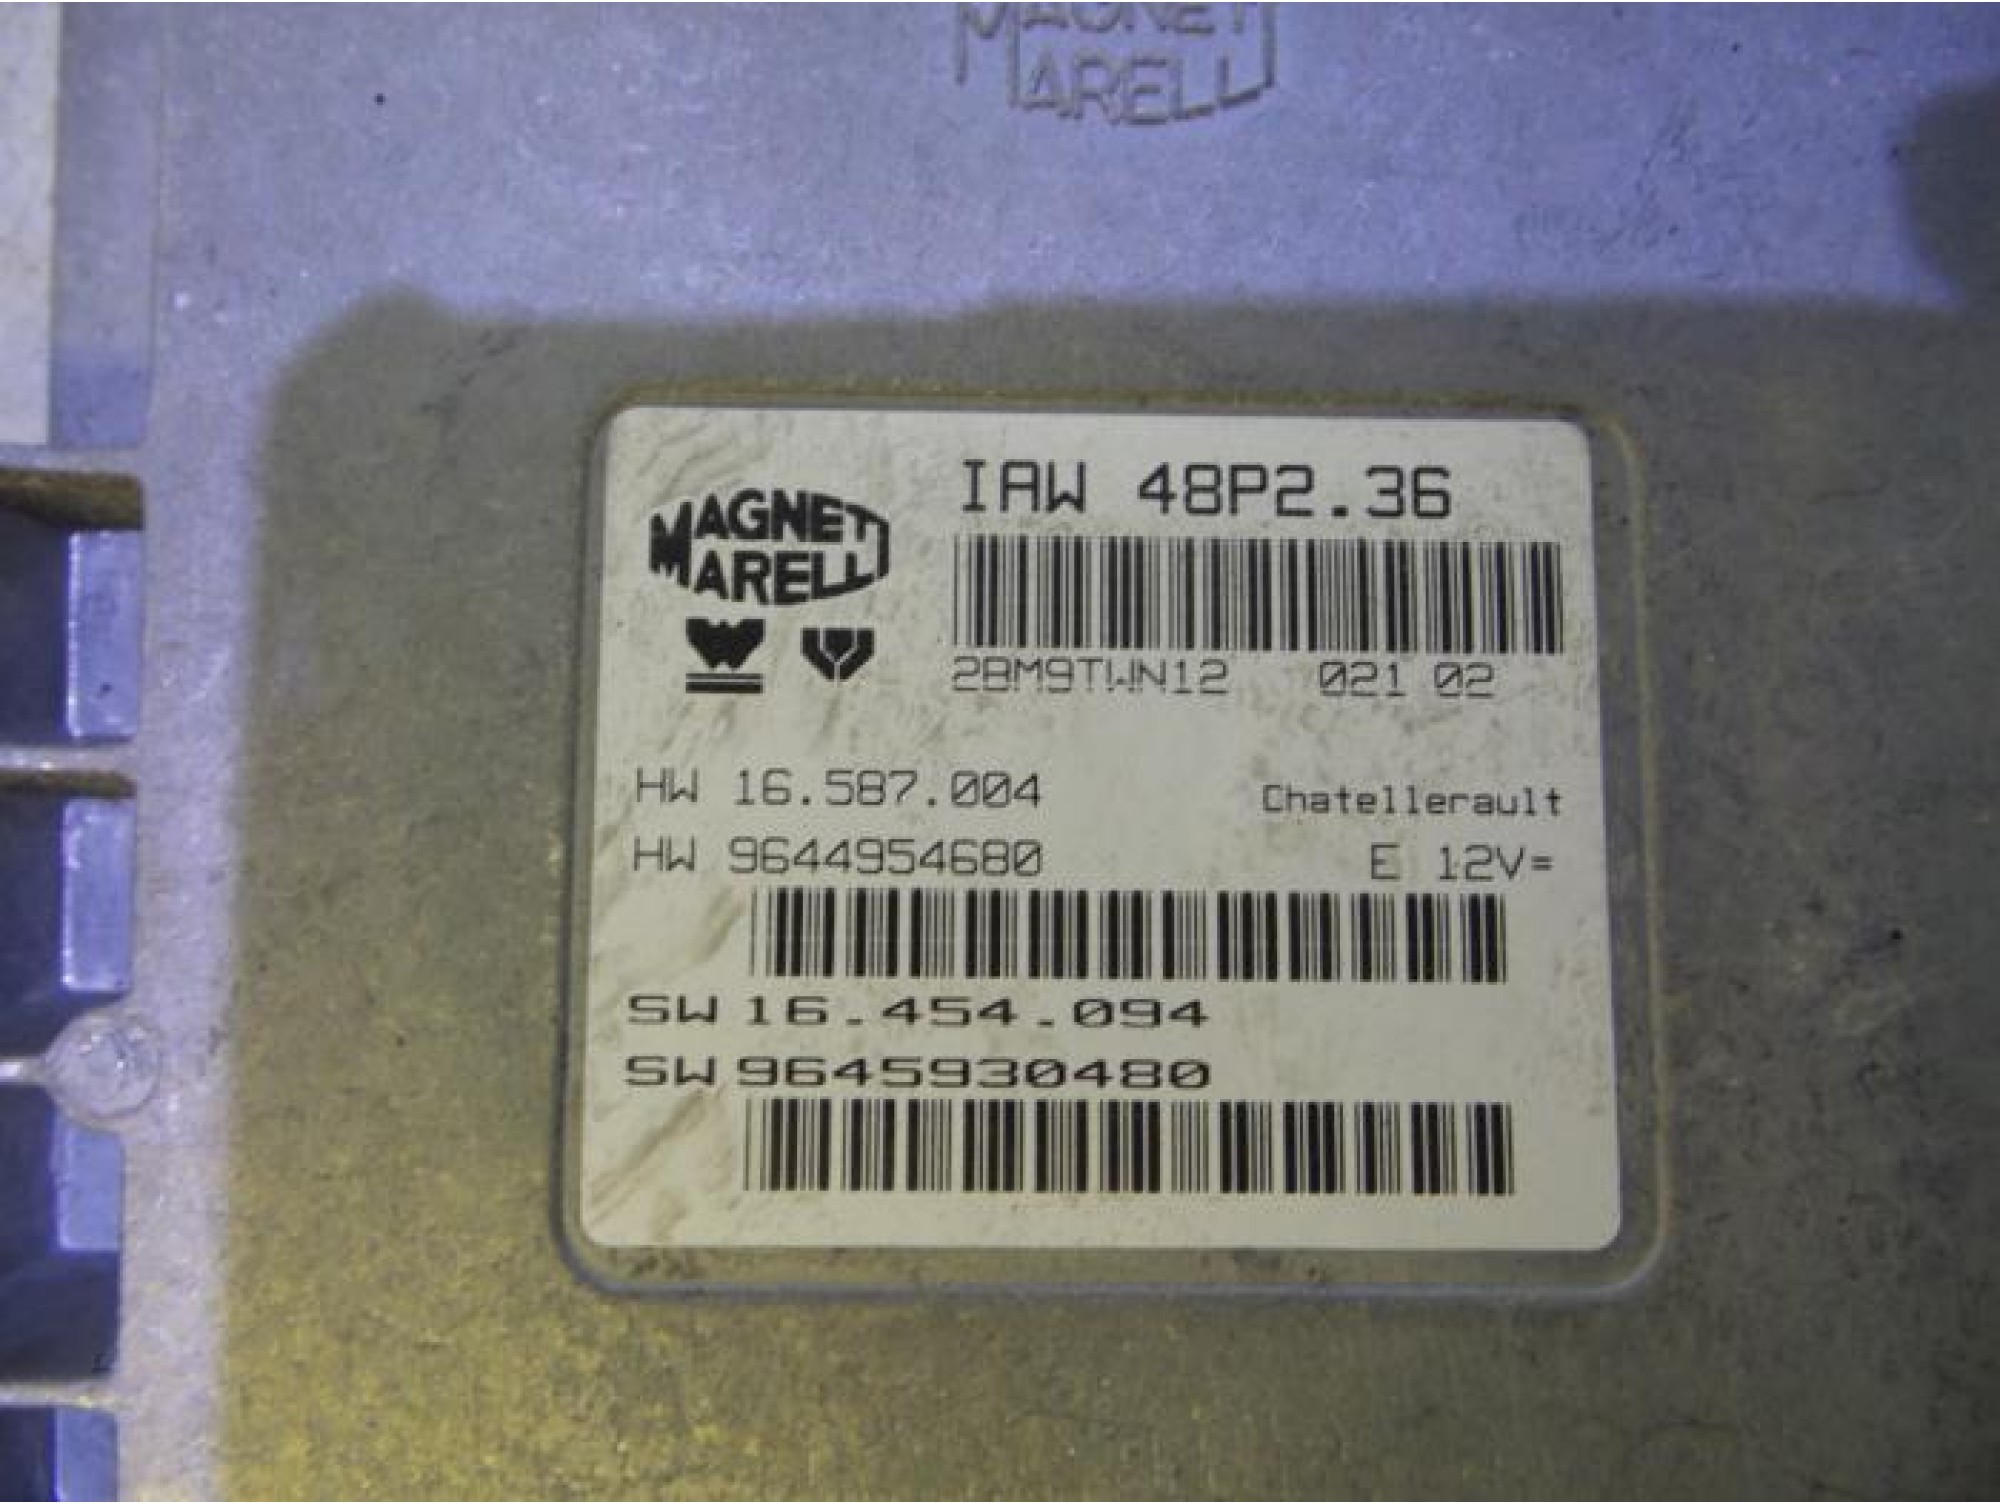 MAGNETI
MARELLI
IAW 48P2.36
MAGNETI
MARELLI
2BM9TWN12 021 02
HW 16.587.004
Chatellerault
HW 9644954680
E 12V=
SW 16.454.094
SW 9645930480